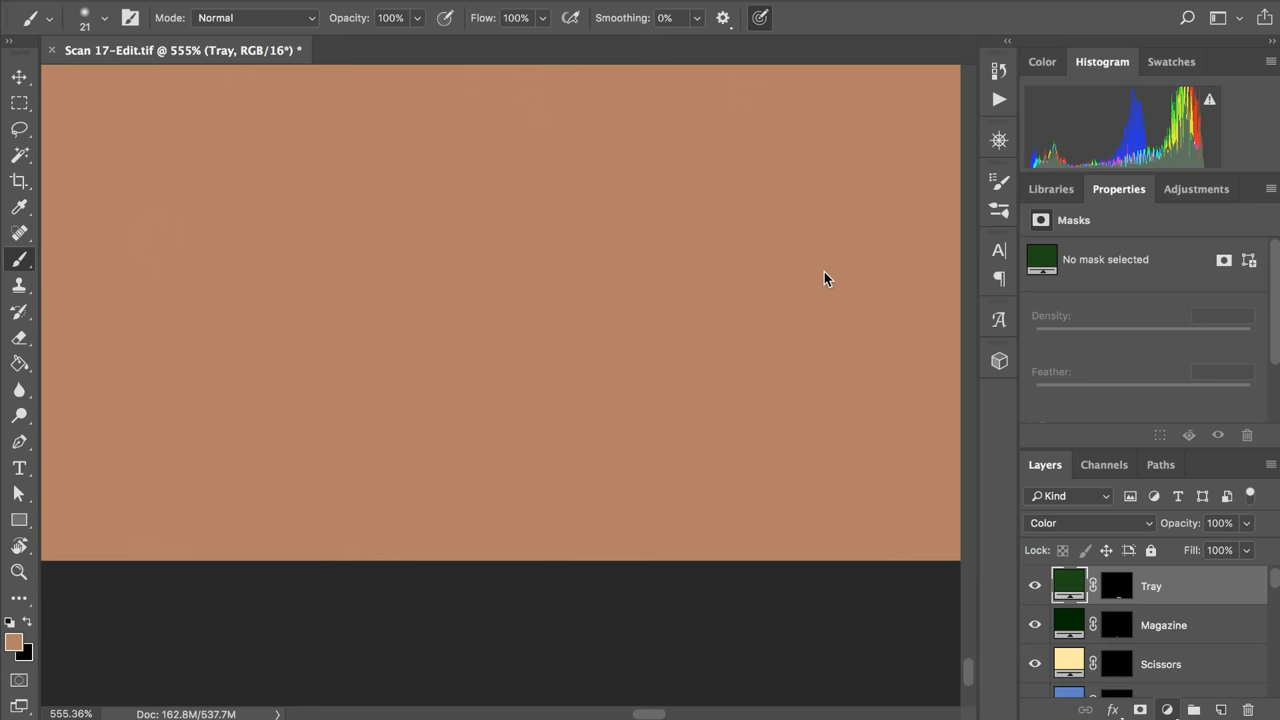 21
Mode: Normal
Opacity: 100%
Flow: 100%
Smoothing: 0%
Scan 17-Edit.tif @ 555% (Tray, RGB/16*) *
Color
Histogram
Swatches
Libraries
Properties
Adjustments
Masks
No mask selected
Density:
Feather:
Layers
Channels
Paths
Kind
Color
Opacity: 100%
Lock:
Fill: 100%
Tray
Magazine
Scissors
fx
555.36%
Doc: 162.8M/537.7M